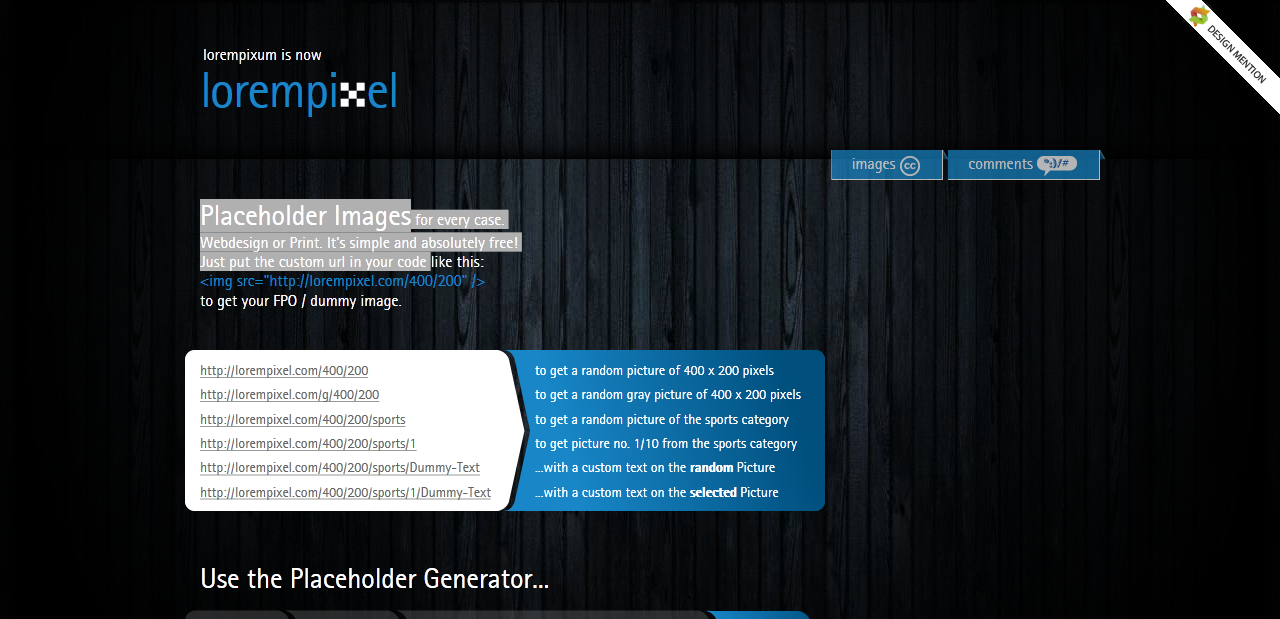 DESIGN MENTION
lorempixum is now
lorempixel
images cc
comments
Placeholder Images for every case.
Webdesign or Print. It's simple and absolutely free!
Just put the custom url in your code like this:
<img src="http://lorempixel.com/400/200" />
to get your FPO / dummy image.
http://lorempixel.com/400/200 to get a random picture of 400 x 200 pixels
http://lorempixel.com/g/400/200 to get a random gray picture of 400 x 200 pixels
http://lorempixel.com/400/200/sports to get a random picture of the sports category
http://lorempixel.com/400/200/sports/1 to get picture no. 1/10 from the sports category
http://lorempixel.com/400/200/sports/Dummy-Text ...with a custom text on the random Picture
http://lorempixel.com/400/200/sports/1/Dummy-Text ...with a custom text on the selected Picture
Use the Placeholder Generator...